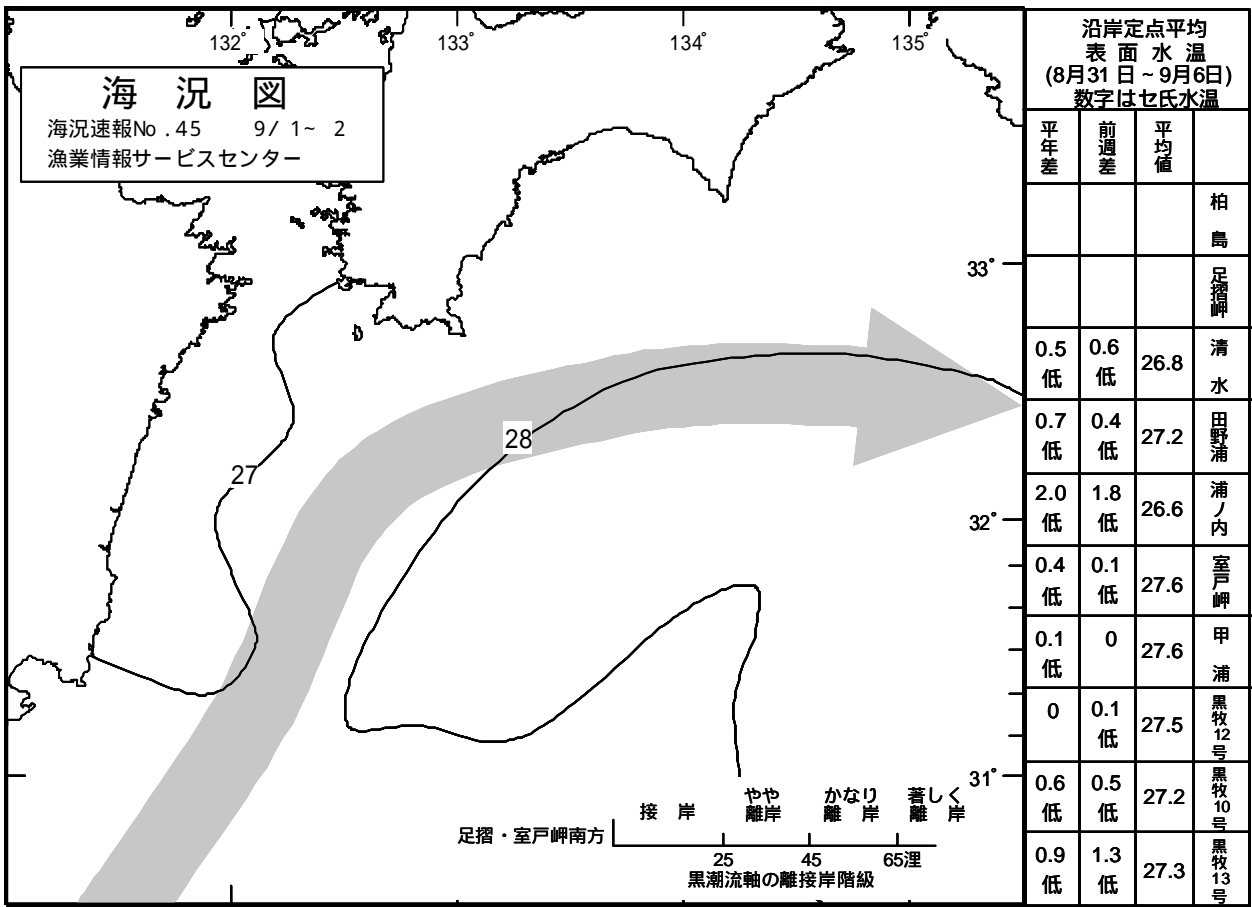 132°
133°
134°
135°
海 況 図
海況速報No.45 9/1~ 2
漁業情報サービスセンター
33°
32°
31°
28
27
接 岸
やや離岸
かなり離 岸
著しく離 岸
足摺・室戸岬南方
25 45 65浬
黒潮流軸の離接岸階級
沿岸定点平均
表 面 水 温
(8月31日~9月6日)
数字はセ氏水温
平年差 前週差 平均値
柏 島
足摺岬
0.5低 0.6低 26.8 清 水
0.7低 0.4低 27.2 田野浦
2.0低 1.8低 26.6 浦ノ内
0.4低 0.1低 27.6 室戸岬
0.1低 0 27.6 甲 浦
0 0.1低 27.5 黒牧12号
0.6低 0.5低 27.2 黒牧10号
0.9低 1.3低 27.3 黒牧13号